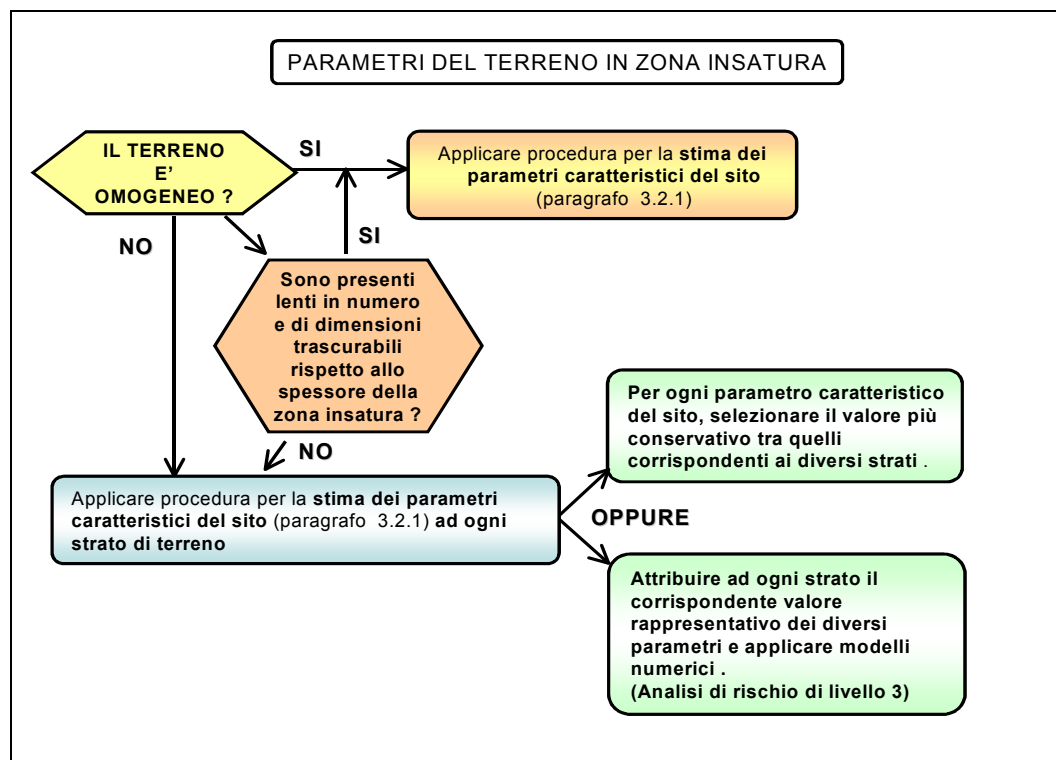 PARAMETRI DEL TERRENO IN ZONA INSATURA
IL TERRENO
E'
OMOGENEO ?
SI
Applicare procedura per la stima dei
parametri caratteristici del sito
(paragrafo 3.2.1)
NO
SI
Sono presenti
lenti in numero
e di dimensioni
trascurabili
rispetto allo
spessore della
zona insatura ?
NO
Applicare procedura per la stima dei parametri
caratteristici del sito (paragrafo 3.2.1) ad ogni
strato di terreno
Per ogni parametro caratteristico
del sito, selezionare il valore più
conservativo tra quelli
corrispondenti ai diversi strati .
OPPURE
Attribuire ad ogni strato il
corrispondente valore
rappresentativo dei diversi
parametri e applicare modelli
numerici .
(Analisi di rischio di livello 3)